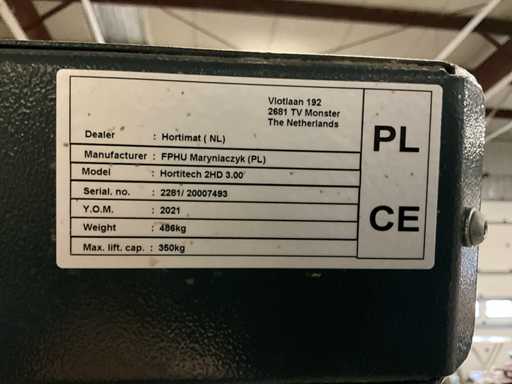 Vlotlaan 192
2681 TV Monster
The Netherlands
Dealer : Hortimat ( NL)
Manufacturer : FPHU Maryniaczyk (PL)
Model : Hortitech 2HD 3.00
Serial. no. : 2281/ 20007493
Y.O.M. : 2021
Weight : 486kg
Max. lift. cap. : 350kg
PL
CE